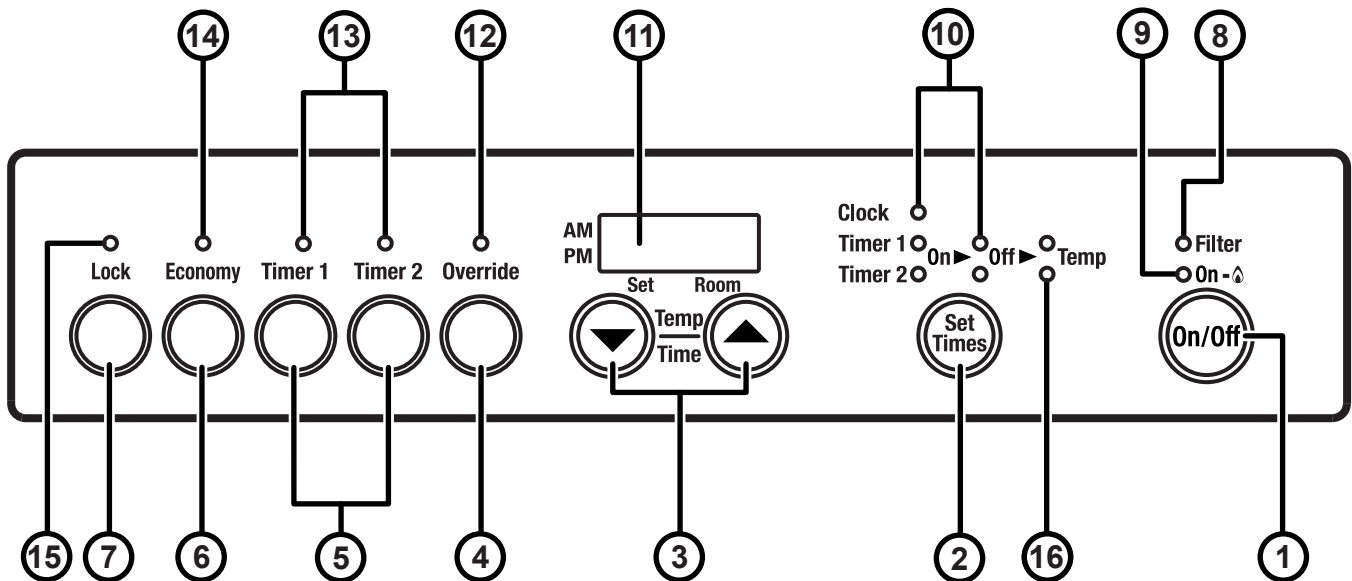 14 13 12 11 10 9 8
Clock
AM
Timer 1 On ► Off ► Temp
Filter
PM
Timer 2
On -
Lock Economy Timer 1 Timer 2 Override
Set Room
Temp
Time
Set
Times
On/Off
15 7 6 5 4 3 2 16 1